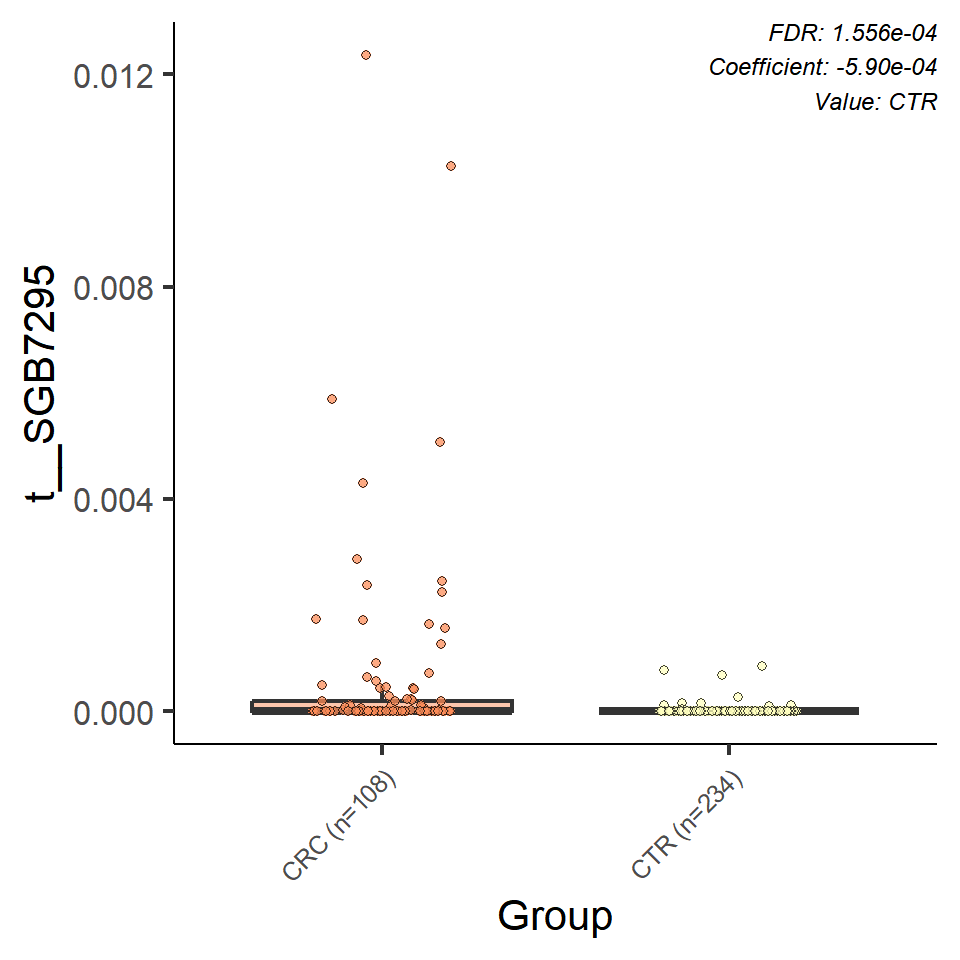 FDR: 1.556e-04
Coefficient: -5.90e-04
Value: CTR
t__SGB7295
0.012
0.008
0.004
0.000
CRC (n=108)
CTR (n=234)
Group